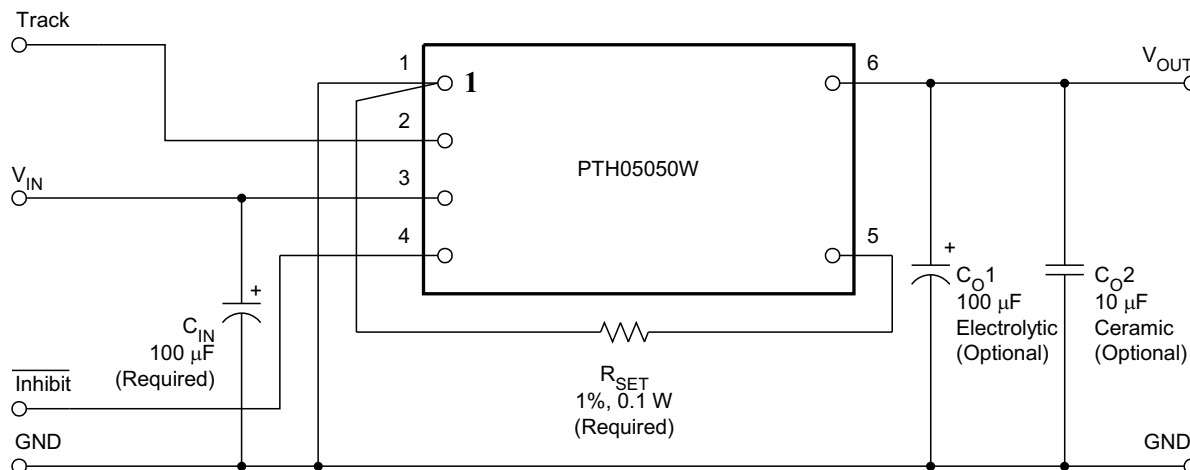 Track
1
1
6
V_OUT
2
PTH05050W
V_IN
3
4
5
+
+
C_IN
100 μF
(Required)
C_O1
100 μF
Electrolytic
(Optional)
C_O2
10 μF
Ceramic
(Optional)
R_SET
1%, 0.1 W
(Required)
Inhibit
GND
GND